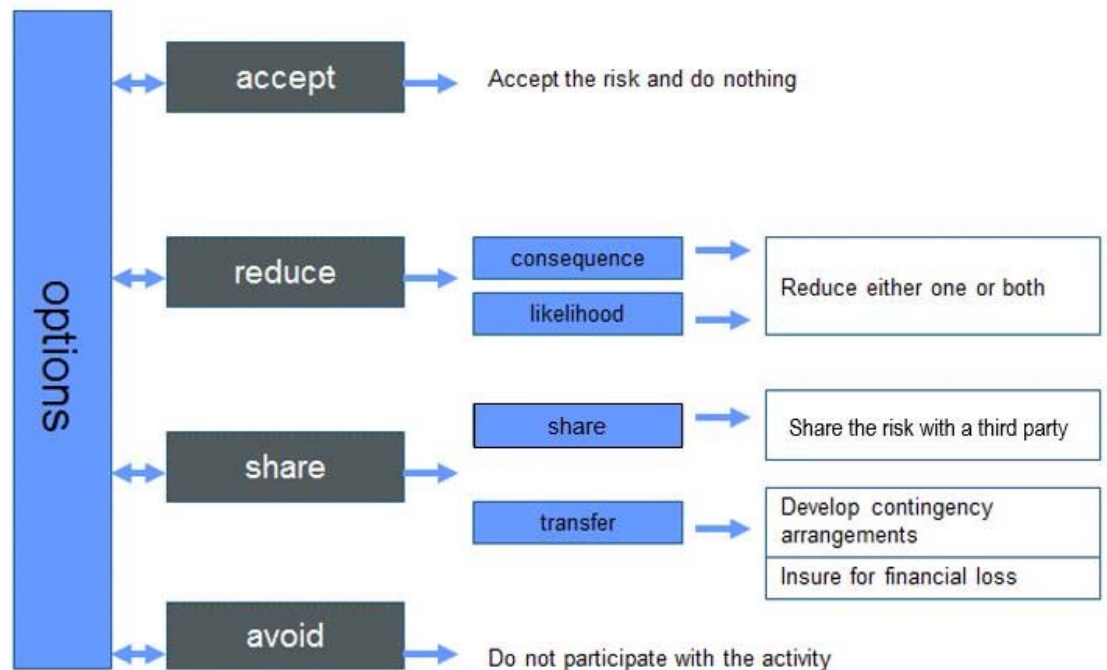 options
accept
Accept the risk and do nothing
reduce
consequence
likelihood
Reduce either one or both
share
share
Share the risk with a third party
transfer
Develop contingency
arrangements
Insure for financial loss
avoid
Do not participate with the activity